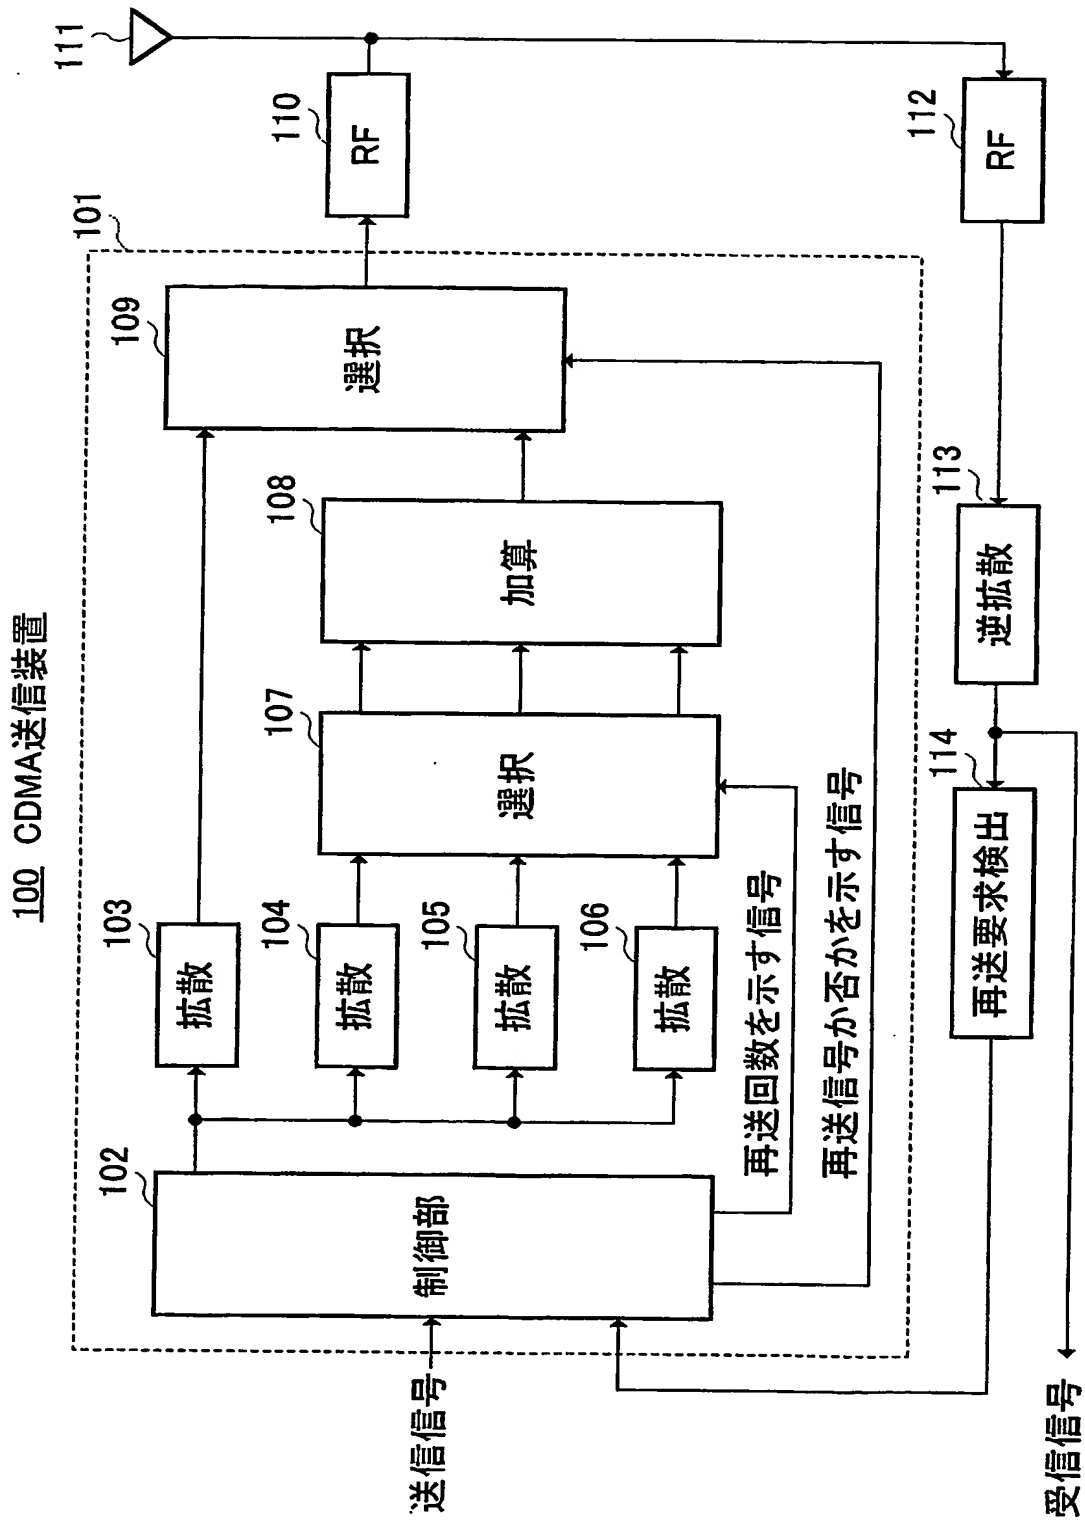 100 CDMA送信装置
101
102
制御部
103
拡散
104
拡散
105
拡散
106
拡散
107
選択
108
加算
109
選択
110
RF
111
112
RF
113
逆拡散
114
再送要求検出
再送回数を示す信号
再送信号か否かを示す信号
送信信号
受信信号